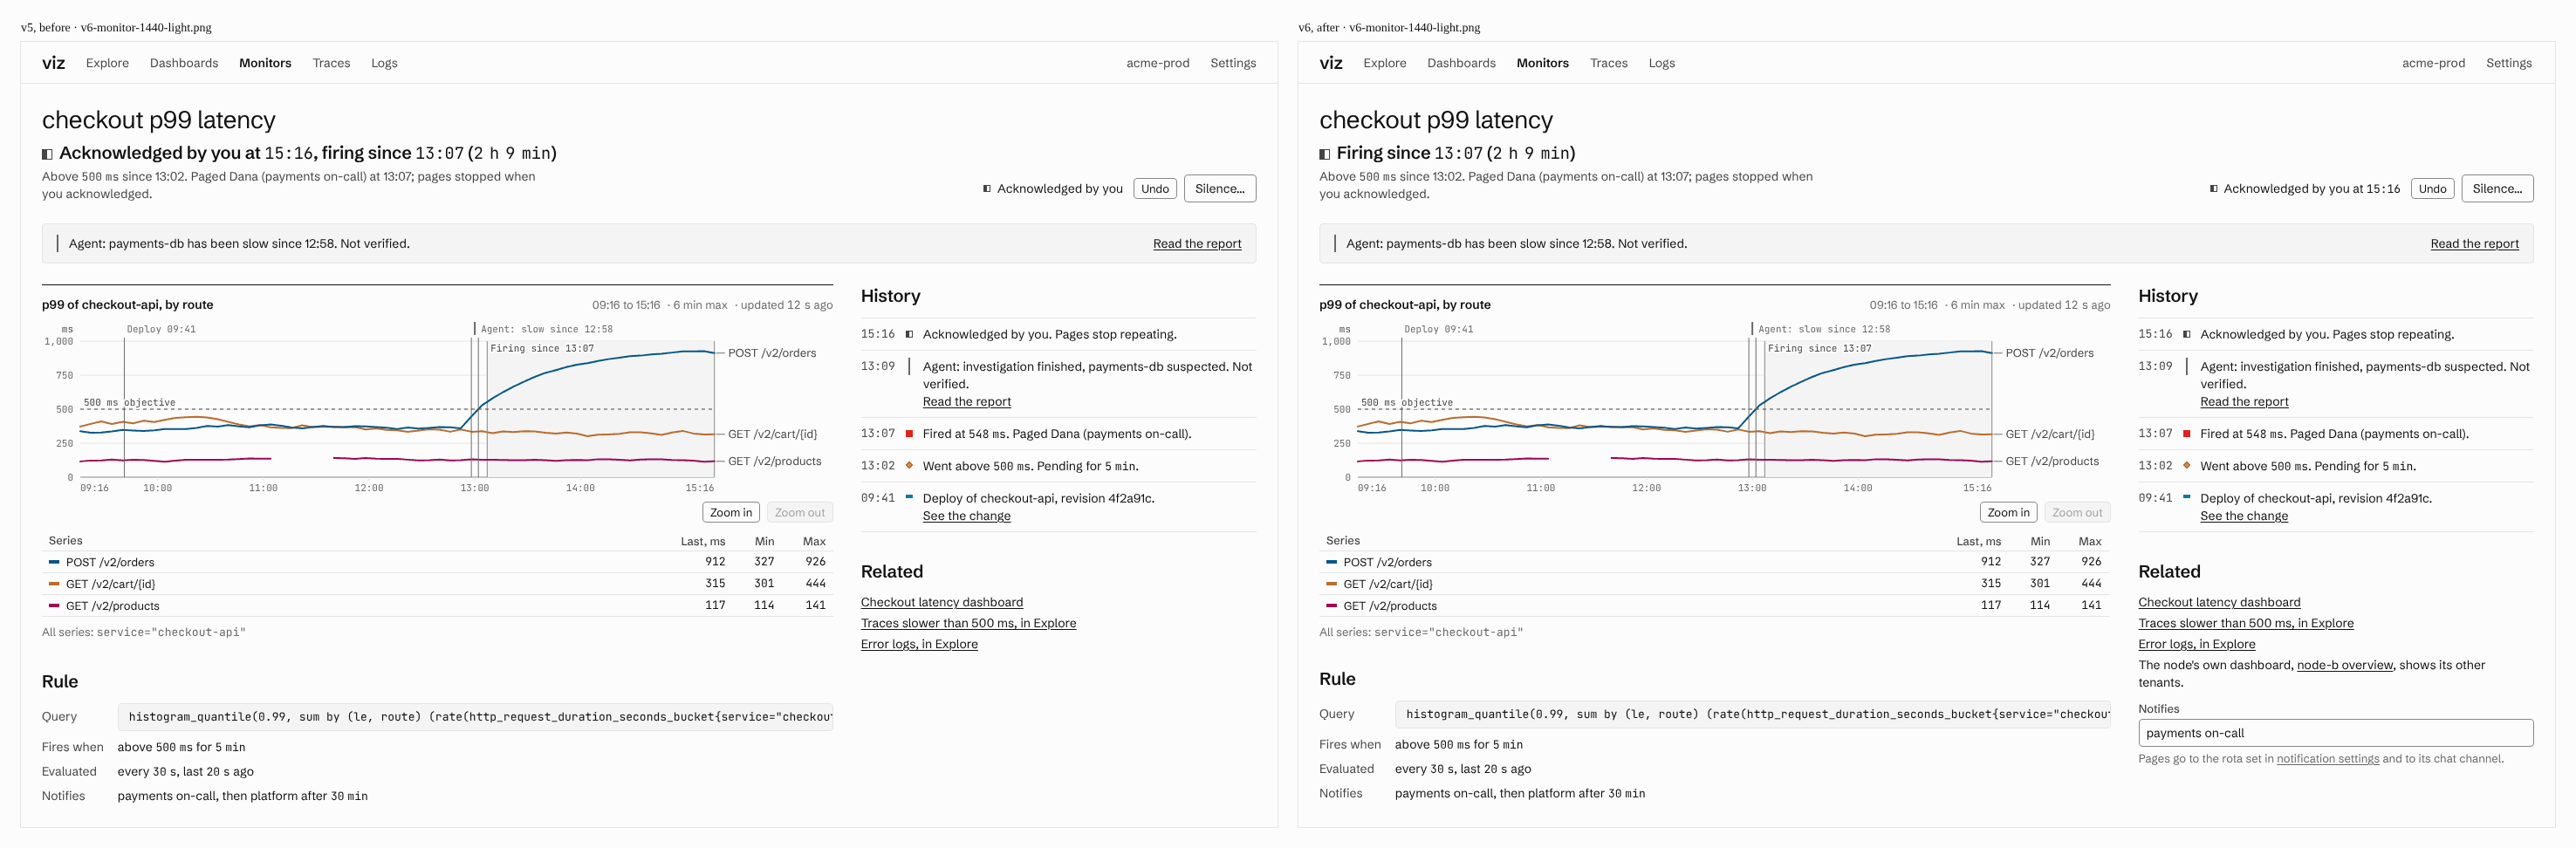 v5, before · v6-monitor-1440-light.png
viz Explore Dashboards Monitors Traces Logs acme-prod Settings
checkout p99 latency
Acknowledged by you at 15:16, firing since 13:07 (2 h 9 min)
Above 500 ms since 13:02. Paged Dana (payments on-call) at 13:07; pages stopped when
you acknowledged.
Acknowledged by you Undo Silence...
Agent: payments-db has been slow since 12:58. Not verified. Read the report
p99 of checkout-api, by route 09:16 to 15:16 · 6 min max · updated 12 s ago
ms Deploy 09:41 Agent: slow since 12:58
1,000 Firing since 13:07 POST /v2/orders
750
500 ms objective
500
GET /v2/cart/{id}
250
GET /v2/products
0
09:16 10:00 11:00 12:00 13:00 14:00 15:16
Zoom in Zoom out
Series Last, ms Min Max
POST /v2/orders 912 327 926
GET /v2/cart/{id} 315 301 444
GET /v2/products 117 114 141
All series: service="checkout-api"
Rule
Query histogram_quantile(0.99, sum by (le, route) (rate(http_request_duration_seconds_bucket{service="checkou
Fires when above 500 ms for 5 min
Evaluated every 30 s, last 20 s ago
Notifies payments on-call, then platform after 30 min
History
15:16 Acknowledged by you. Pages stop repeating.
13:09 Agent: investigation finished, payments-db suspected. Not
verified.
Read the report
13:07 Fired at 548 ms. Paged Dana (payments on-call).
13:02 Went above 500 ms. Pending for 5 min.
09:41 Deploy of checkout-api, revision 4f2a91c.
See the change
Related
Checkout latency dashboard
Traces slower than 500 ms, in Explore
Error logs, in Explore
v6, after · v6-monitor-1440-light.png
viz Explore Dashboards Monitors Traces Logs acme-prod Settings
checkout p99 latency
Firing since 13:07 (2 h 9 min)
Above 500 ms since 13:02. Paged Dana (payments on-call) at 13:07; pages stopped when
you acknowledged.
Acknowledged by you at 15:16 Undo Silence...
Agent: payments-db has been slow since 12:58. Not verified. Read the report
p99 of checkout-api, by route 09:16 to 15:16 · 6 min max · updated 12 s ago
ms Deploy 09:41 Agent: slow since 12:58
1,000 Firing since 13:07 POST /v2/orders
750
500 ms objective
500
GET /v2/cart/{id}
250
GET /v2/products
0
09:16 10:00 11:00 12:00 13:00 14:00 15:16
Zoom in Zoom out
Series Last, ms Min Max
POST /v2/orders 912 327 926
GET /v2/cart/{id} 315 301 444
GET /v2/products 117 114 141
All series: service="checkout-api"
Rule
Query histogram_quantile(0.99, sum by (le, route) (rate(http_request_duration_seconds_bucket{service="checkout
Fires when above 500 ms for 5 min
Evaluated every 30 s, last 20 s ago
Notifies payments on-call, then platform after 30 min
History
15:16 Acknowledged by you. Pages stop repeating.
13:09 Agent: investigation finished, payments-db suspected. Not
verified.
Read the report
13:07 Fired at 548 ms. Paged Dana (payments on-call).
13:02 Went above 500 ms. Pending for 5 min.
09:41 Deploy of checkout-api, revision 4f2a91c.
See the change
Related
Checkout latency dashboard
Traces slower than 500 ms, in Explore
Error logs, in Explore
The node's own dashboard, node-b overview, shows its other
tenants.
Notifies
payments on-call
Pages go to the rota set in notification settings and to its chat channel.